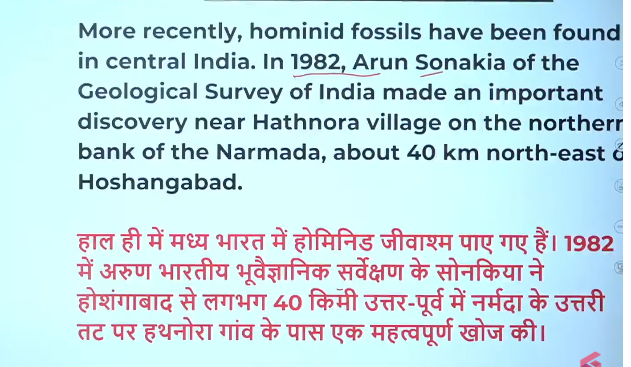 More recently, hominid fossils have been found
in central India. In 1982, Arun Sonakia of the
Geological Survey of India made an important
discovery near Hathnora village on the northern
bank of the Narmada, about 40 km north-east
Hoshangabad.
हाल ही में मध्य भारत में होमिनिड जीवाश्म पाए गए हैं। 1982
में अरुण भारतीय भूवैज्ञानिक सर्वेक्षण के सोनकिया ने
होशंगाबाद से लगभग 40 किमी उत्तर-पूर्व में नर्मदा के उत्तरी
तट पर हथनोरा गांव के पास एक महत्वपूर्ण खोज की।